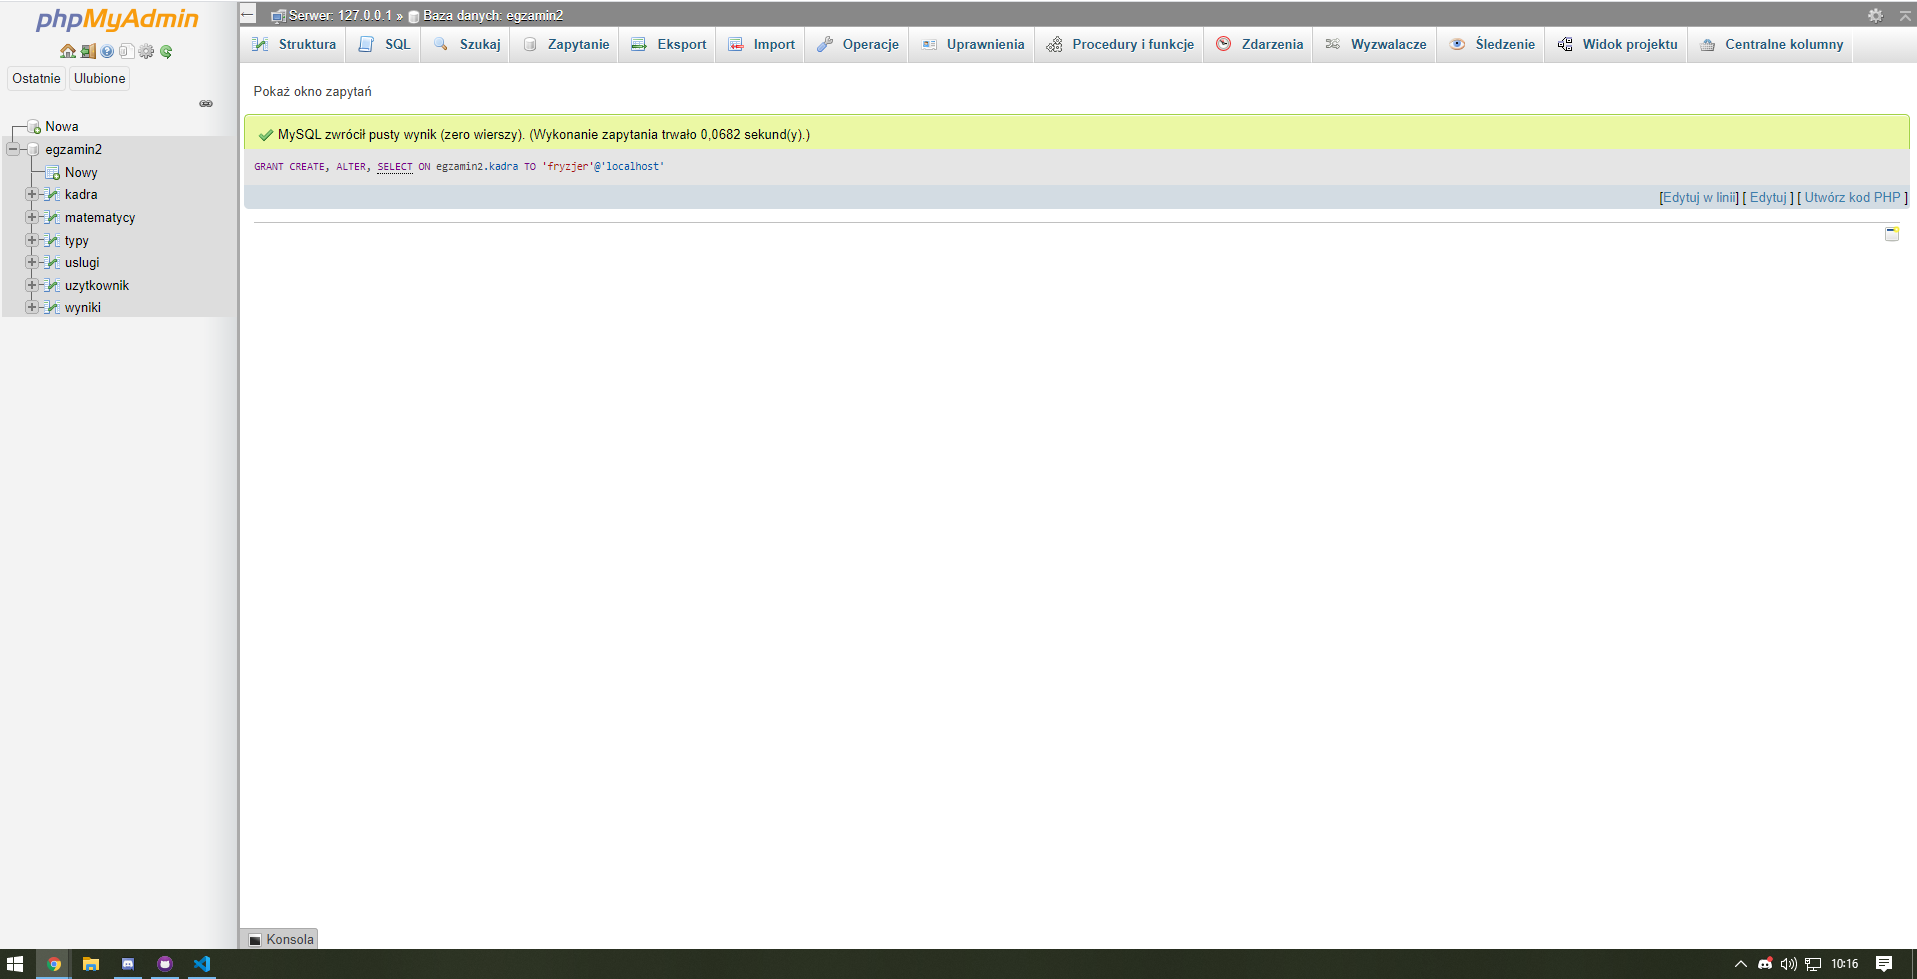 phpMyAdmin
Ostatnie Ulubione
Nowa
egzamin2
Nowy
kadra
matematycy
typy
uslugi
uzytkownik
wyniki
Serwer: 127.0.0.1 » Baza danych: egzamin2
Struktura SQL Szukaj Zapytanie Eksport Import Operacje Uprawnienia Procedury i funkcje Zdarzenia Wyzwalacze Śledzenie Widok projektu Centralne kolumny
Pokaż okno zapytań
MySQL zwrócił pusty wynik (zero wierszy). (Wykonanie zapytania trwało 0,0682 sekund(y).)
GRANT CREATE, ALTER, SELECT ON egzamin2.kadra TO 'fryzjer'@'localhost'
[Edytuj w linii] [ Edytuj ] [ Utwórz kod PHP ]
Konsola
10:16